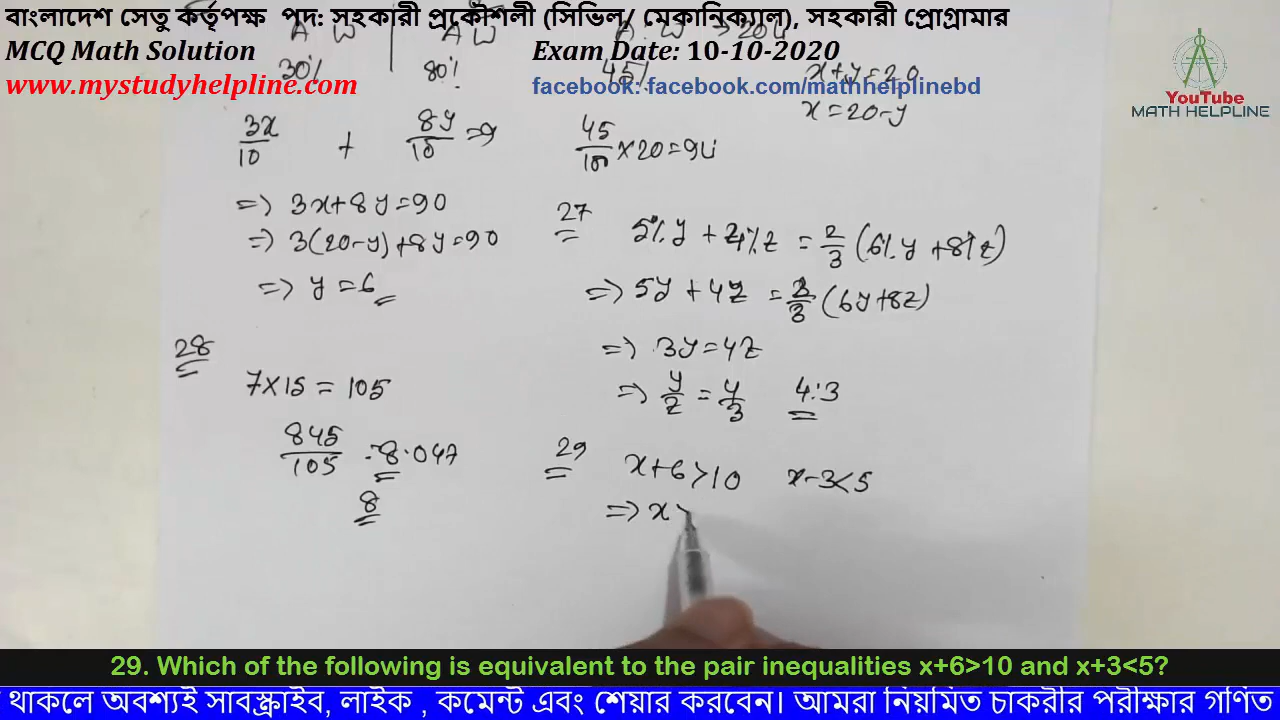 বাংলাদেশ সেতু কর্তৃপক্ষ পদ: সহকারী প্রকৌশলী (সিভিল/ মেকানিক্যাল), সহকারী প্রোগ্রামার
MCQ Math Solution Exam Date: 10-10-2020
www.mystudyhelpline.com facebook: facebook.com/mathhelplinebd
YouTube
MATH HELPLINE
30% 80% 45% x+y=20
x=20-y
3x/10 + 8y/10 =9 45/100 ×20=9
=> 3x+8y=90
=> 3(20-y)+8y=90
=> y=6
27 5%y + 4%z = 2/3 (6%y +8%z)
=> 5y + 4z = 2/3 (6y+8z)
=> 3y=4z
=> y/z = 4/3 4:3
28
7×15 = 105
845/105 =8.047
8
29 x+6>10 x-3<5
=> x >
29. Which of the following is equivalent to the pair inequalities x+6>10 and x+3<5?
থাকলে অবশ্যই সাবস্ক্রাইব, লাইক , কমেন্ট এবং শেয়ার করবেন। আমরা নিয়মিত চাকরীর পরীক্ষার গণিত